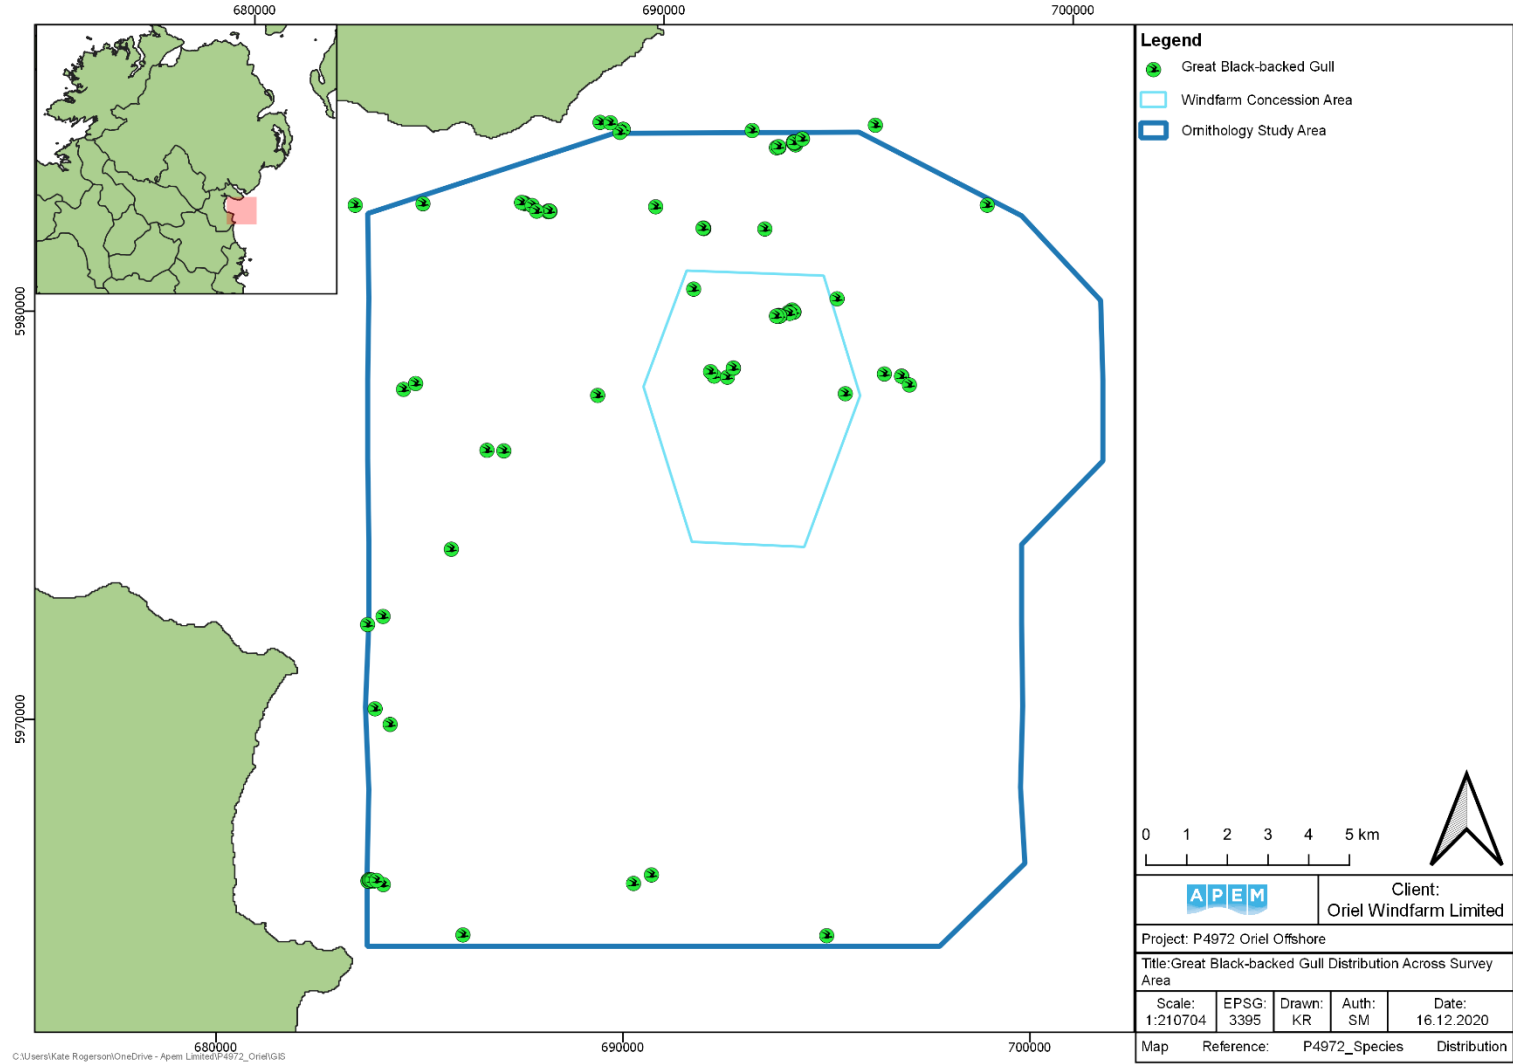 680000
690000
700000
5980000
5970000
680000
690000
700000
Legend
Great Black-backed Gull
Windfarm Concession Area
Ornithology Study Area
0 1 2 3 4 5 km
APEM
Client:
Oriel Windfarm Limited
Project: P4972 Oriel Offshore
Title:Great Black-backed Gull Distribution Across Survey
Area
Scale:
1:210704
EPSG:
3395
Drawn:
KR
Auth:
SM
Date:
16.12.2020
Map Reference: P4972_Species Distribution
C:\Users\Kate Rogerson\OneDrive - Apem Limited\P4972_Oriel\GIS